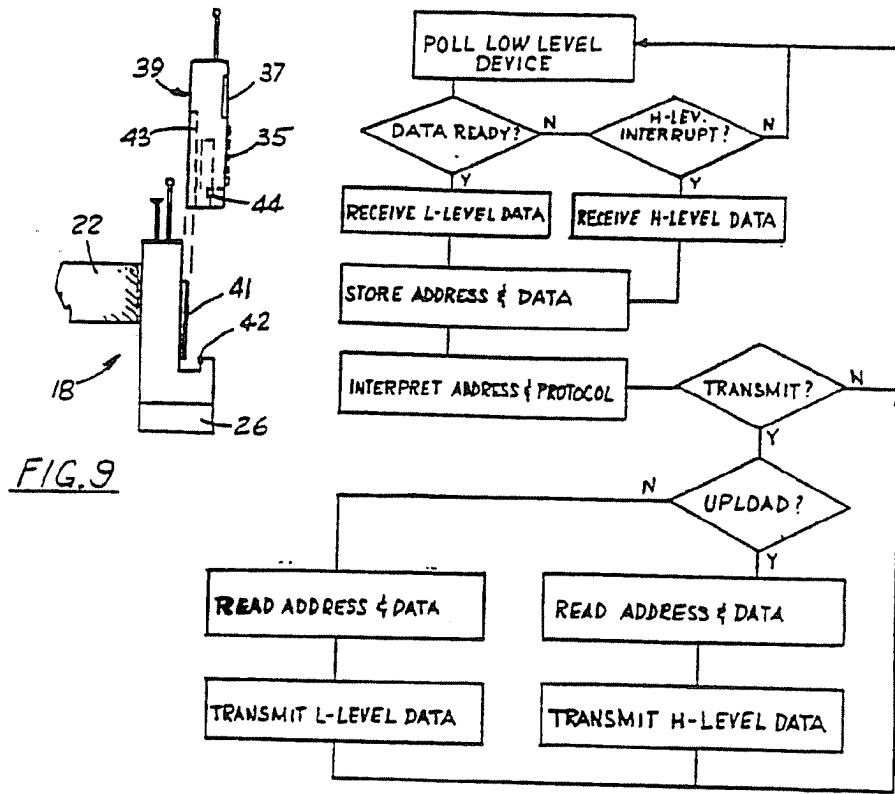 39
37
43
35
44
22
41
42
18
26
FIG.9
POLL LOW LEVEL
DEVICE
DATA READY?
N
H-LEV.
INTERRUPT?
N
Y
Y
RECEIVE L-LEVEL DATA
RECEIVE H-LEVEL DATA
STORE ADDRESS & DATA
INTERPRET ADDRESS & PROTOCOL
TRANSMIT?
N
Y
N
UPLOAD?
Y
READ ADDRESS & DATA
READ ADDRESS & DATA
TRANSMIT L-LEVEL DATA
TRANSMIT H-LEVEL DATA